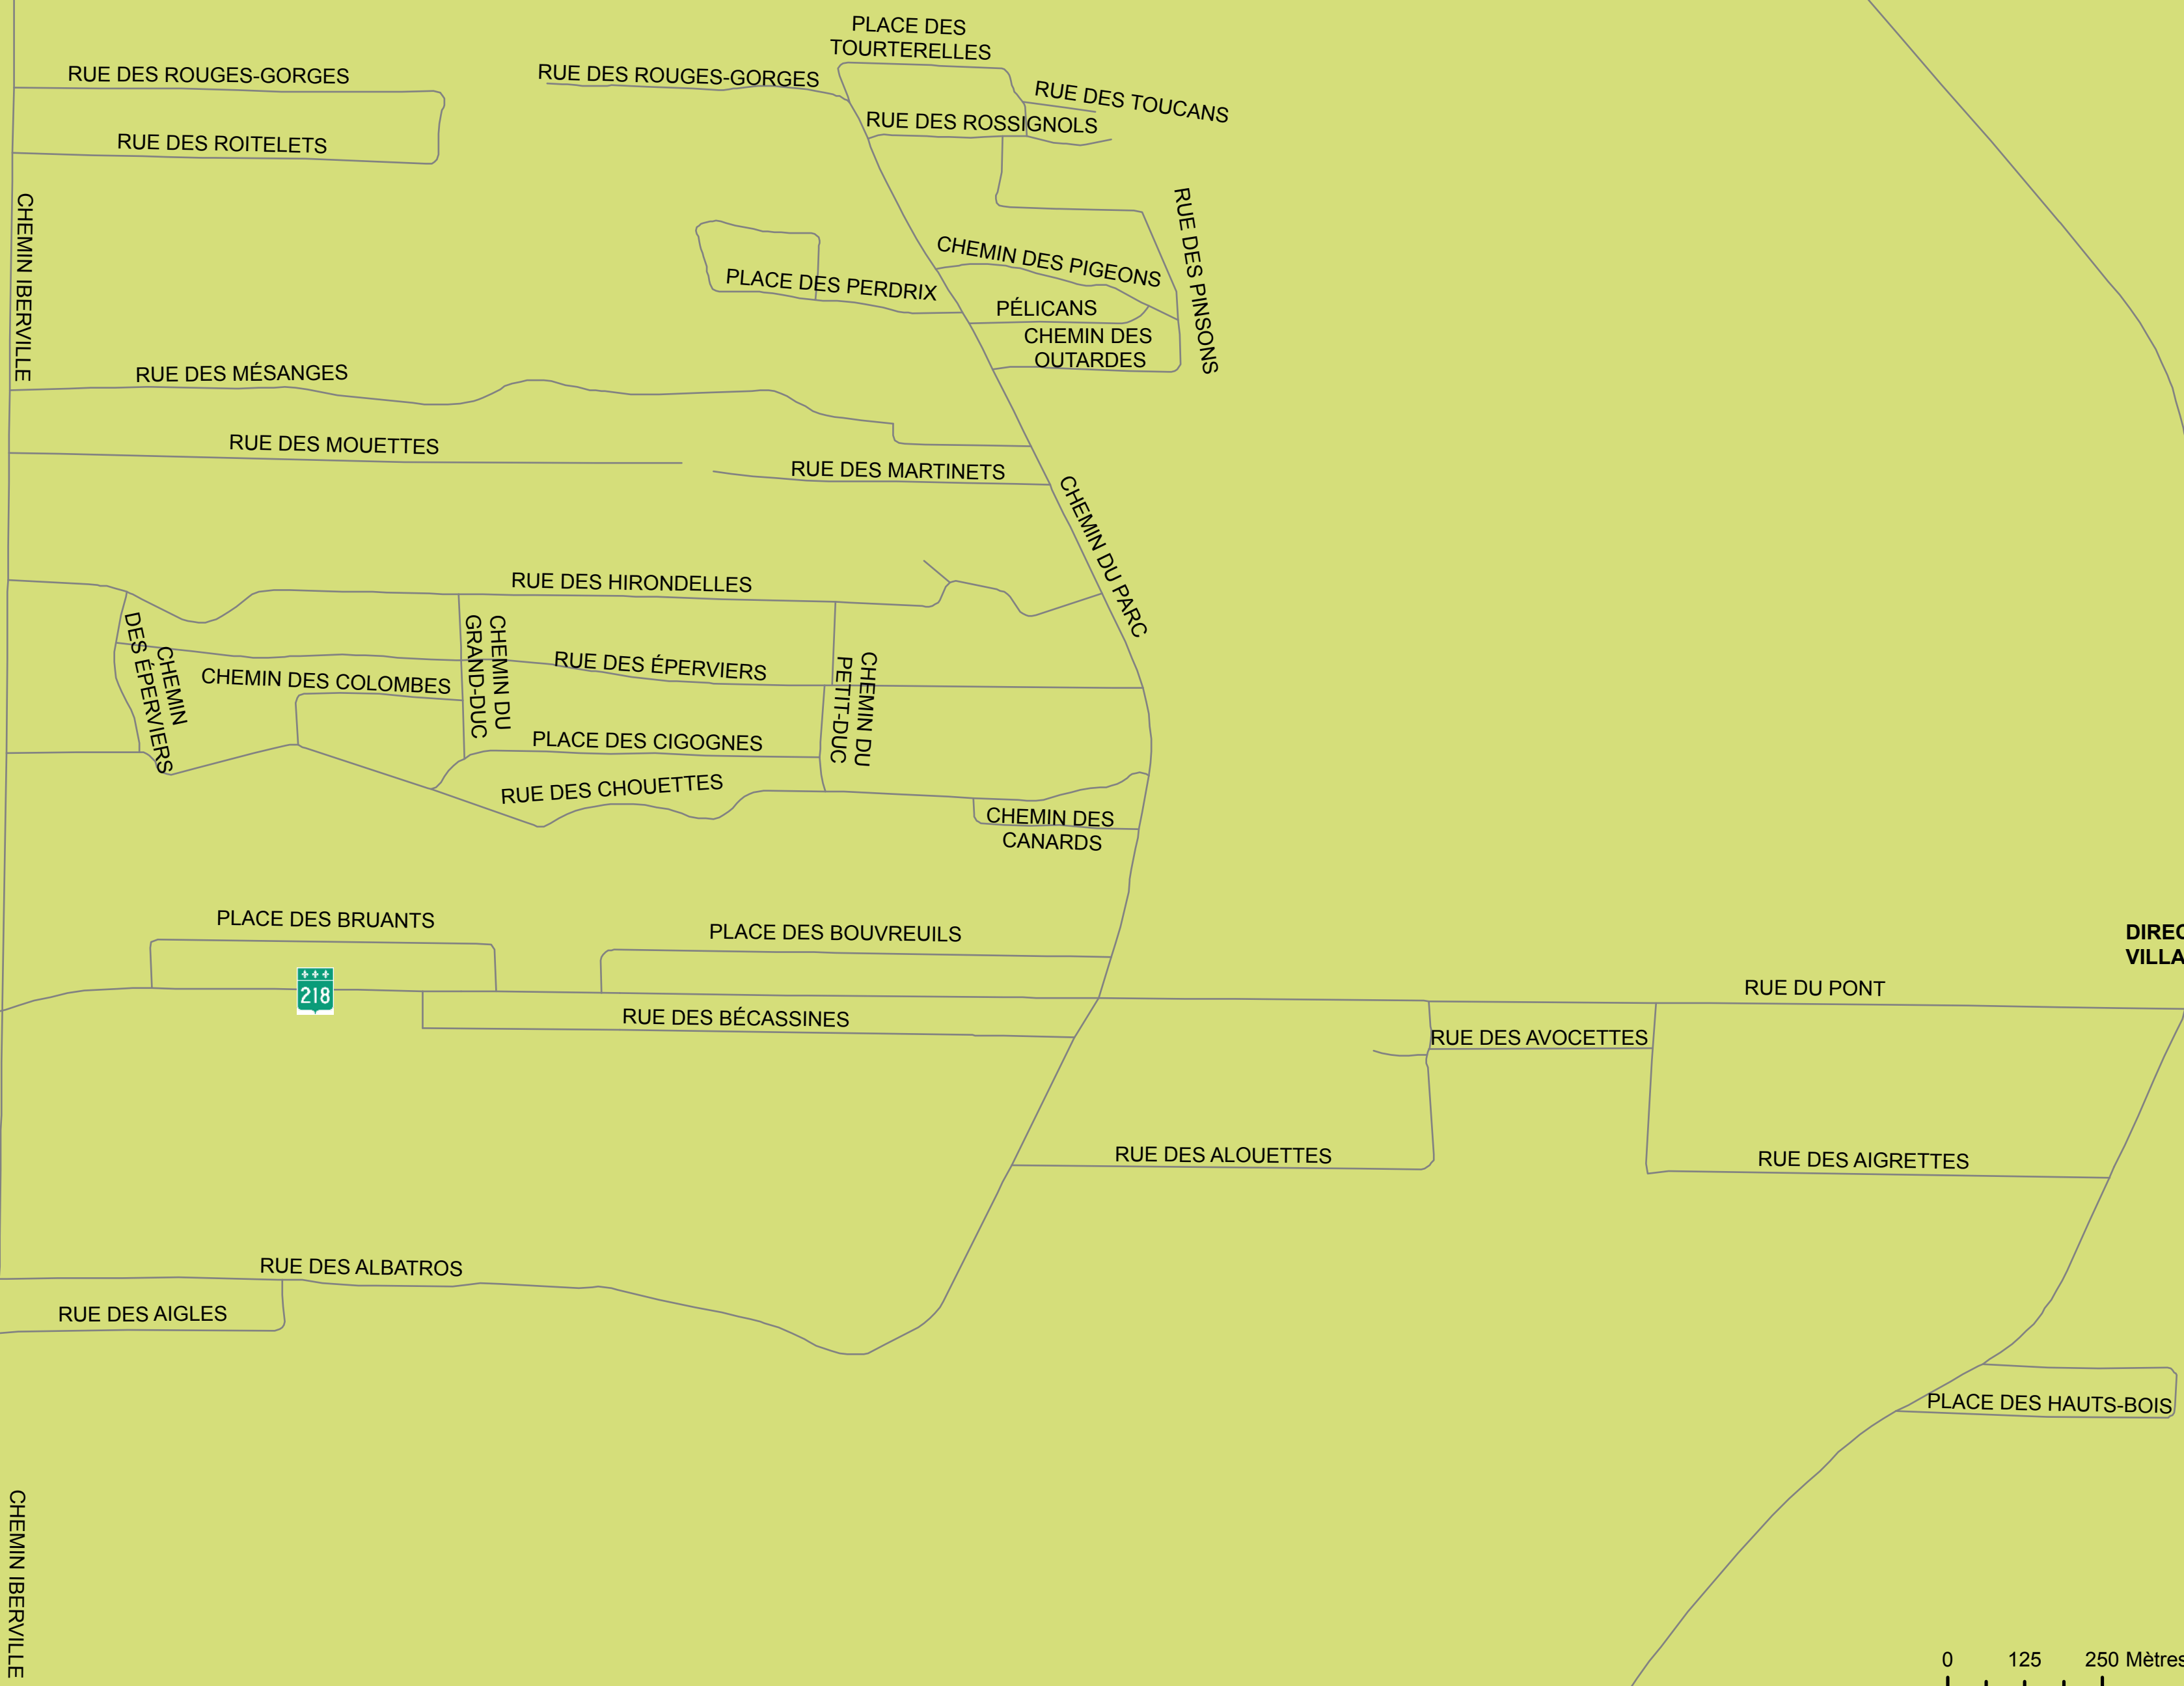 PLACE DES
TOURTERELLES
RUE DES ROUGES-GORGES
RUE DES ROUGES-GORGES
RUE DES TOUCANS
RUE DES ROSSIGNOLS
RUE DES ROITELETS
CHEMIN IBERVILLE
RUE DES PINSONS
CHEMIN DES PIGEONS
PLACE DES PERDRIX
PÉLICANS
CHEMIN DES
OUTARDES
RUE DES MÉSANGES
RUE DES MOUETTES
RUE DES MARTINETS
CHEMIN DU PARC
RUE DES HIRONDELLES
CHEMIN
DES ÉPERVIERS
CHEMIN DU
GRAND-DUC
RUE DES ÉPERVIERS
CHEMIN DU
PETIT-DUC
CHEMIN DES COLOMBES
PLACE DES CIGOGNES
RUE DES CHOUETTES
CHEMIN DES
CANARDS
PLACE DES BRUANTS
PLACE DES BOUVREUILS
DIREC
VILLA
218
RUE DU PONT
RUE DES BÉCASSINES
RUE DES AVOCETTES
RUE DES ALOUETTES
RUE DES AIGRETTES
RUE DES ALBATROS
RUE DES AIGLES
PLACE DES HAUTS-BOIS
CHEMIN IBERVILLE
0 125 250 Mètres